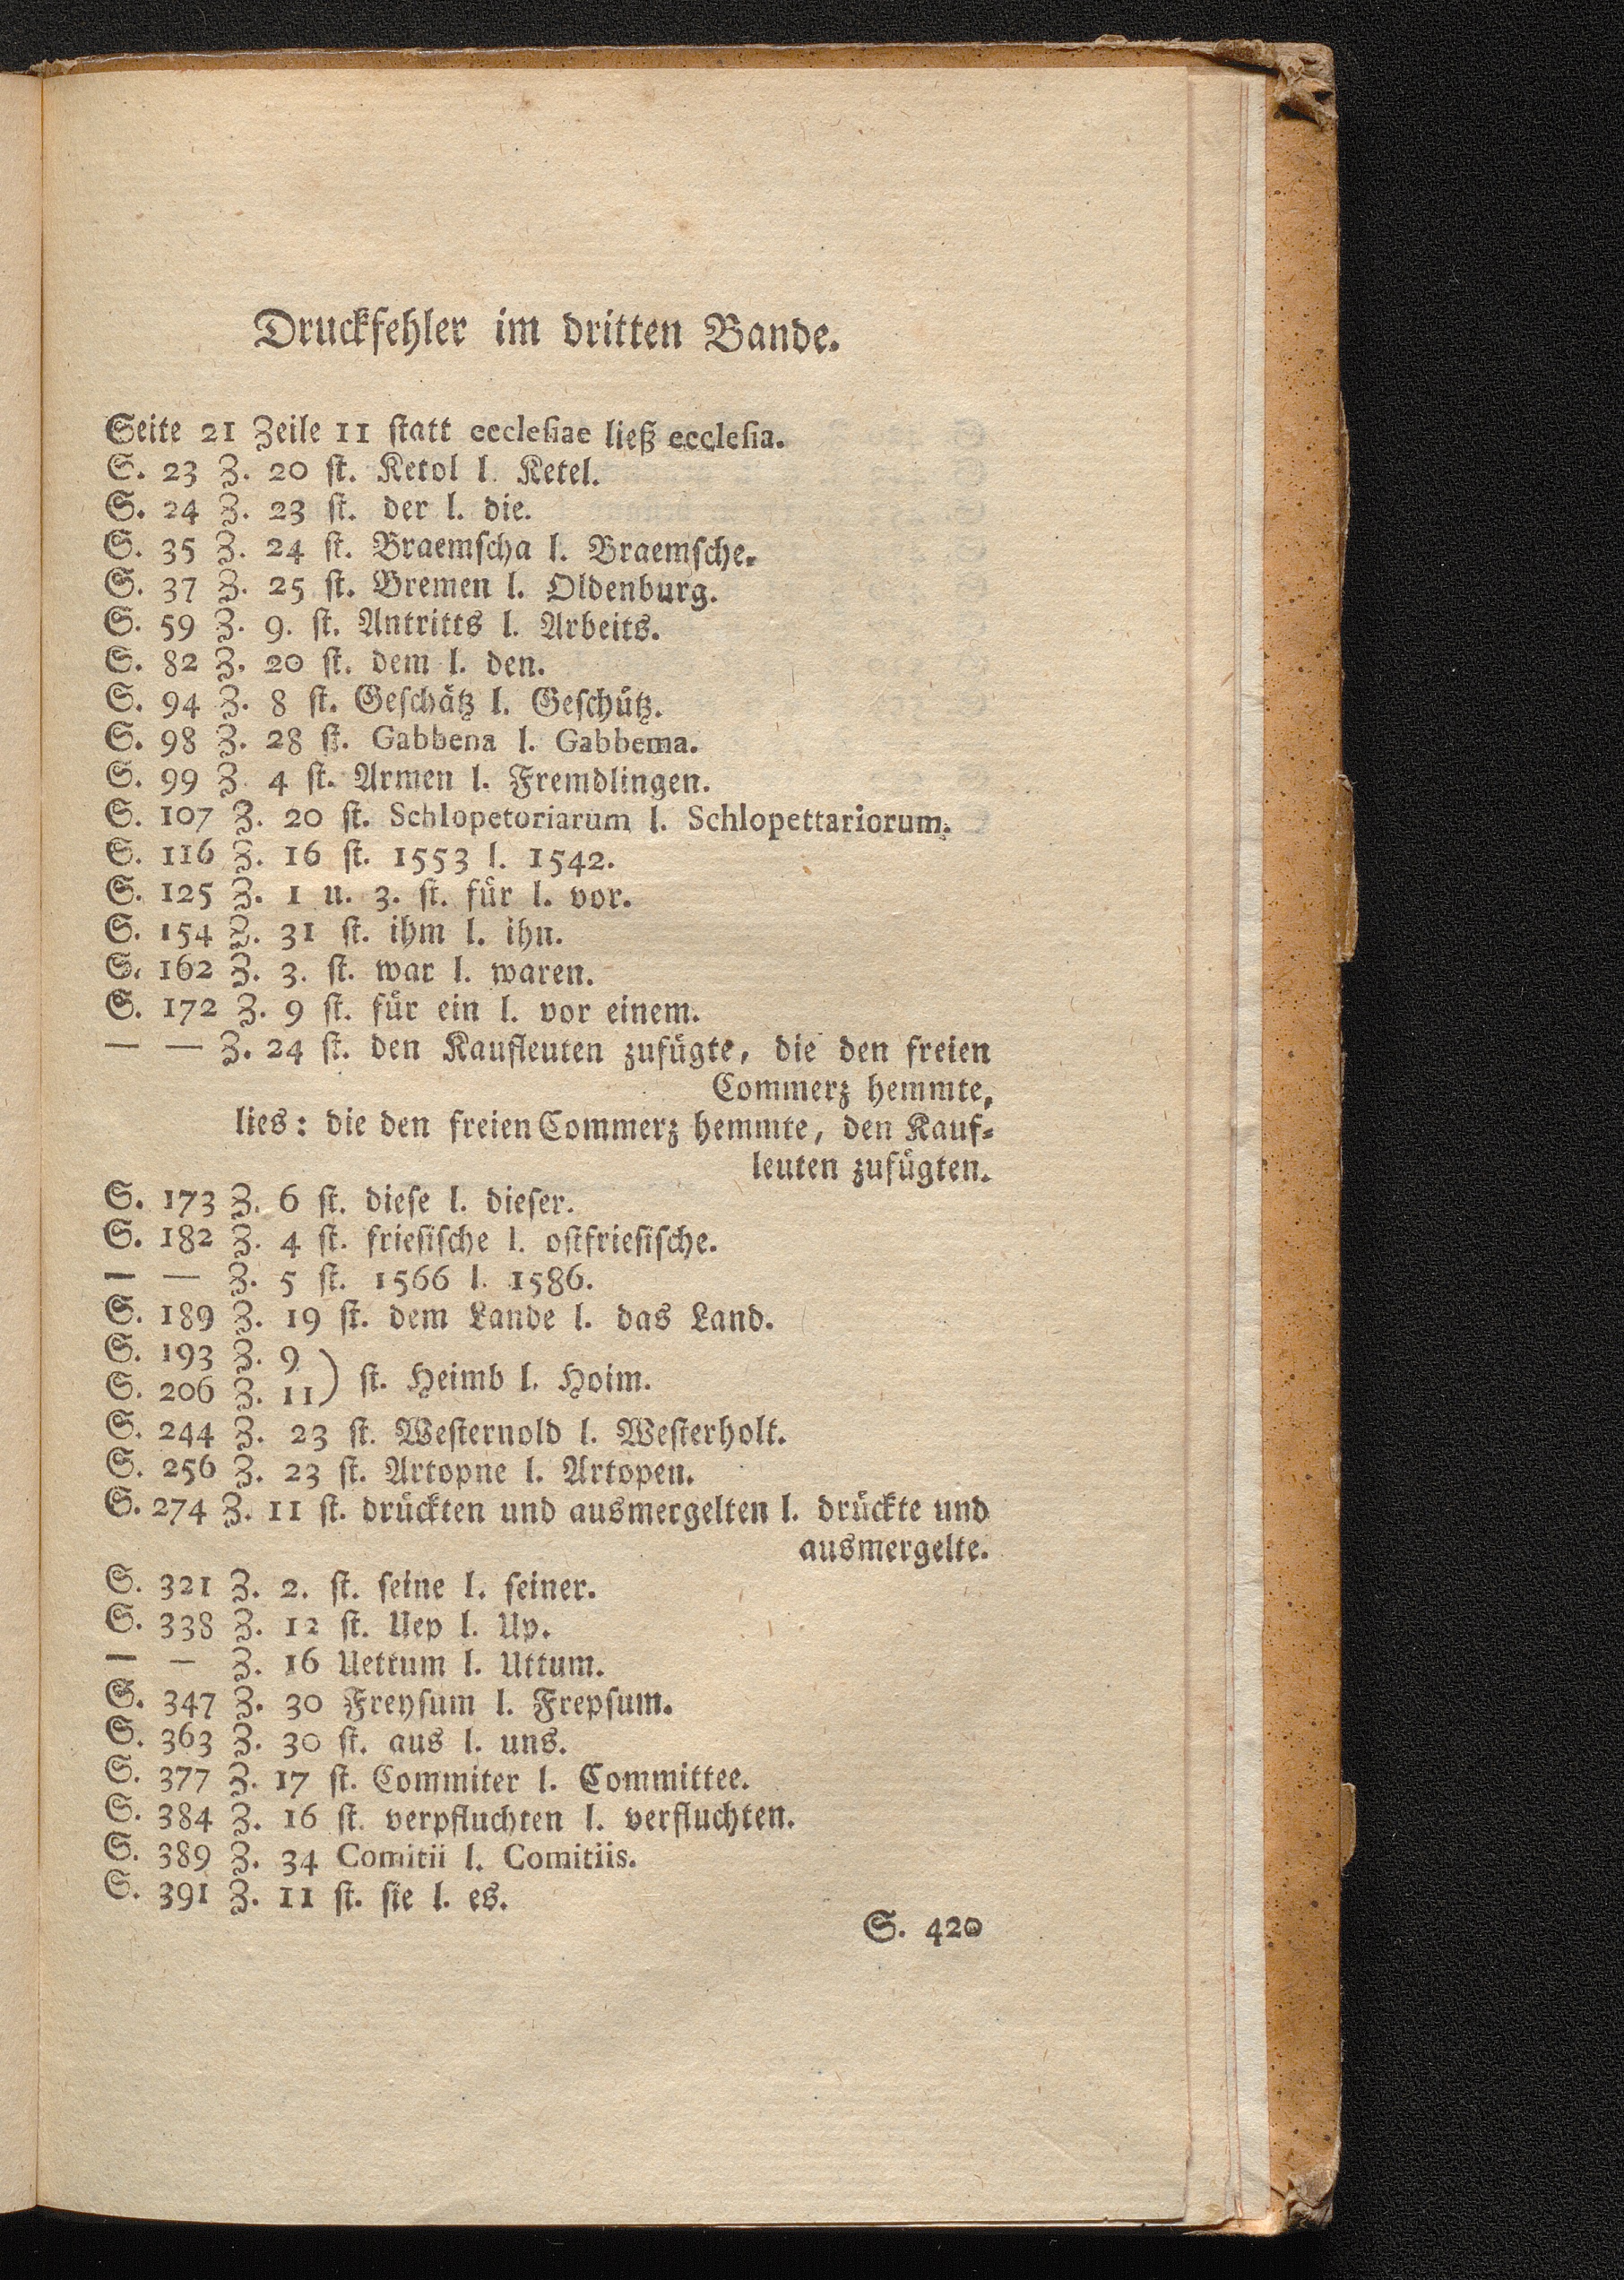 Druckfehler im dritten Bande.
Seite 21 Zeile 11 ſtatt eccleſiae ließ eccleſia.
S. 23 Z. 20 ſt. Ketol l. Ketel.
S. 24 Z. 23 ſt. der l. die.
S. 35 Z. 24 ſt. Braemſcha l. Braemſche.
S. 37 Z. 25 ſt. Bremen l. Oldenburg.
S. 59 Z. 9. ſt. Antritts l. Arbeits.
S. 82 Z. 20 ſt. dem l. den.
S. 94 Z. 8 ſt. Geſchätz l. Geſchütz.
S. 98 Z. 28 ſt. Gabbena l. Gabbema.
S. 99 Z. 4 ſt. Armen l. Fremdlingen.
S. 107 Z. 20 ſt. Schlopetoriarum l. Schlopettariorum.
S. 116 Z. 16 ſt. 1553 l. 1542.
S. 125 Z. 1 u. 3. ſt. für l. vor.
S. 154 Z. 31 ſt. ihm l. ihn.
S. 162 Z. 3. ſt. war l. waren.
S. 172 Z. 9 ſt. für ein l. vor einem.
— — Z. 24 ſt. den Kaufleuten zufügte, die den freien
Commerz hemmte,
lies: die den freien Commerz hemmte, den Kauf-
leuten zufügten.
S. 173 Z. 6 ſt. dieſe l. dieſer.
S. 182 Z. 4 ſt. frieſiſche l. oſtfrieſiſche.
— — Z. 5 ſt. 1566 l. 1586.
S. 189 Z. 19 ſt. dem Lande l. das Land.
S. 193 Z. 9
S. 206 Z. 11) ſt. Heimb l. Hoim.
S. 244 Z. 23 ſt. Weſternold l. Weſterholt.
S. 256 Z. 23 ſt. Artopne l. Artopen.
S. 274 Z. 11 ſt. drückten und ausmergelten l. drückte und
ausmergelte.
S. 321 Z. 2. ſt. ſeine l. ſeiner.
S. 338 Z. 12 ſt. Uep l. Up.
— — Z. 16 Uettum l. Uttum.
S. 347 Z. 30 Freyſum l. Frepſum.
S. 363 Z. 30 ſt. aus l. uns.
S. 377 Z. 17 ſt. Commiter l. Committee.
S. 384 Z. 16 ſt. verpfluchten l. verfluchten.
S. 389 Z. 34 Comitii l. Comitiis.
S. 391 Z. 11 ſt. ſie l. es.
S. 420